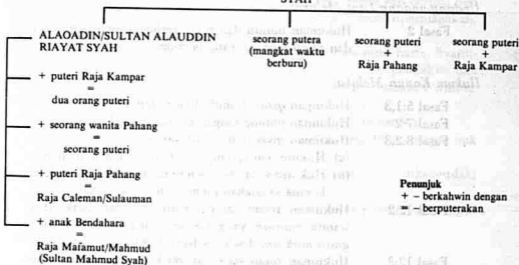 SYAH
ALAOADIN/SULTAN ALAUDDIN
RIAYAT SYAH
seorang putera
(mangkat waktu
berburu)
seorang puteri
+
Raja Pahang
seorang puteri
+
Raja Kampar
+ puteri Raja Kampar
=
dua orang puteri
+ seorang wanita Pahang
=
seorang puteri
+ puteri Raja Pahang
=
Raja Caleman/Sulauman
+ anak Bendahara
=
Raja Mafamut/Mahmud
(Sultan Mahmud Syah)
Penunjuk
+ - berkahwin dengan
= - berputerakan